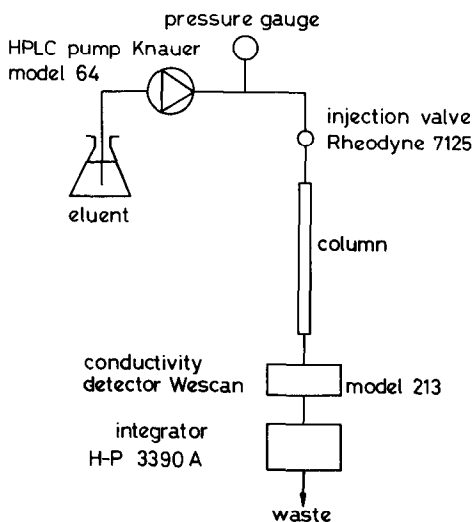 pressure gauge
HPLC pump Knauer
model 64
injection valve
Rheodyne 7125
eluent
column
conductivity
detector Wescan
model 213
integrator
H-P 3390 A
waste